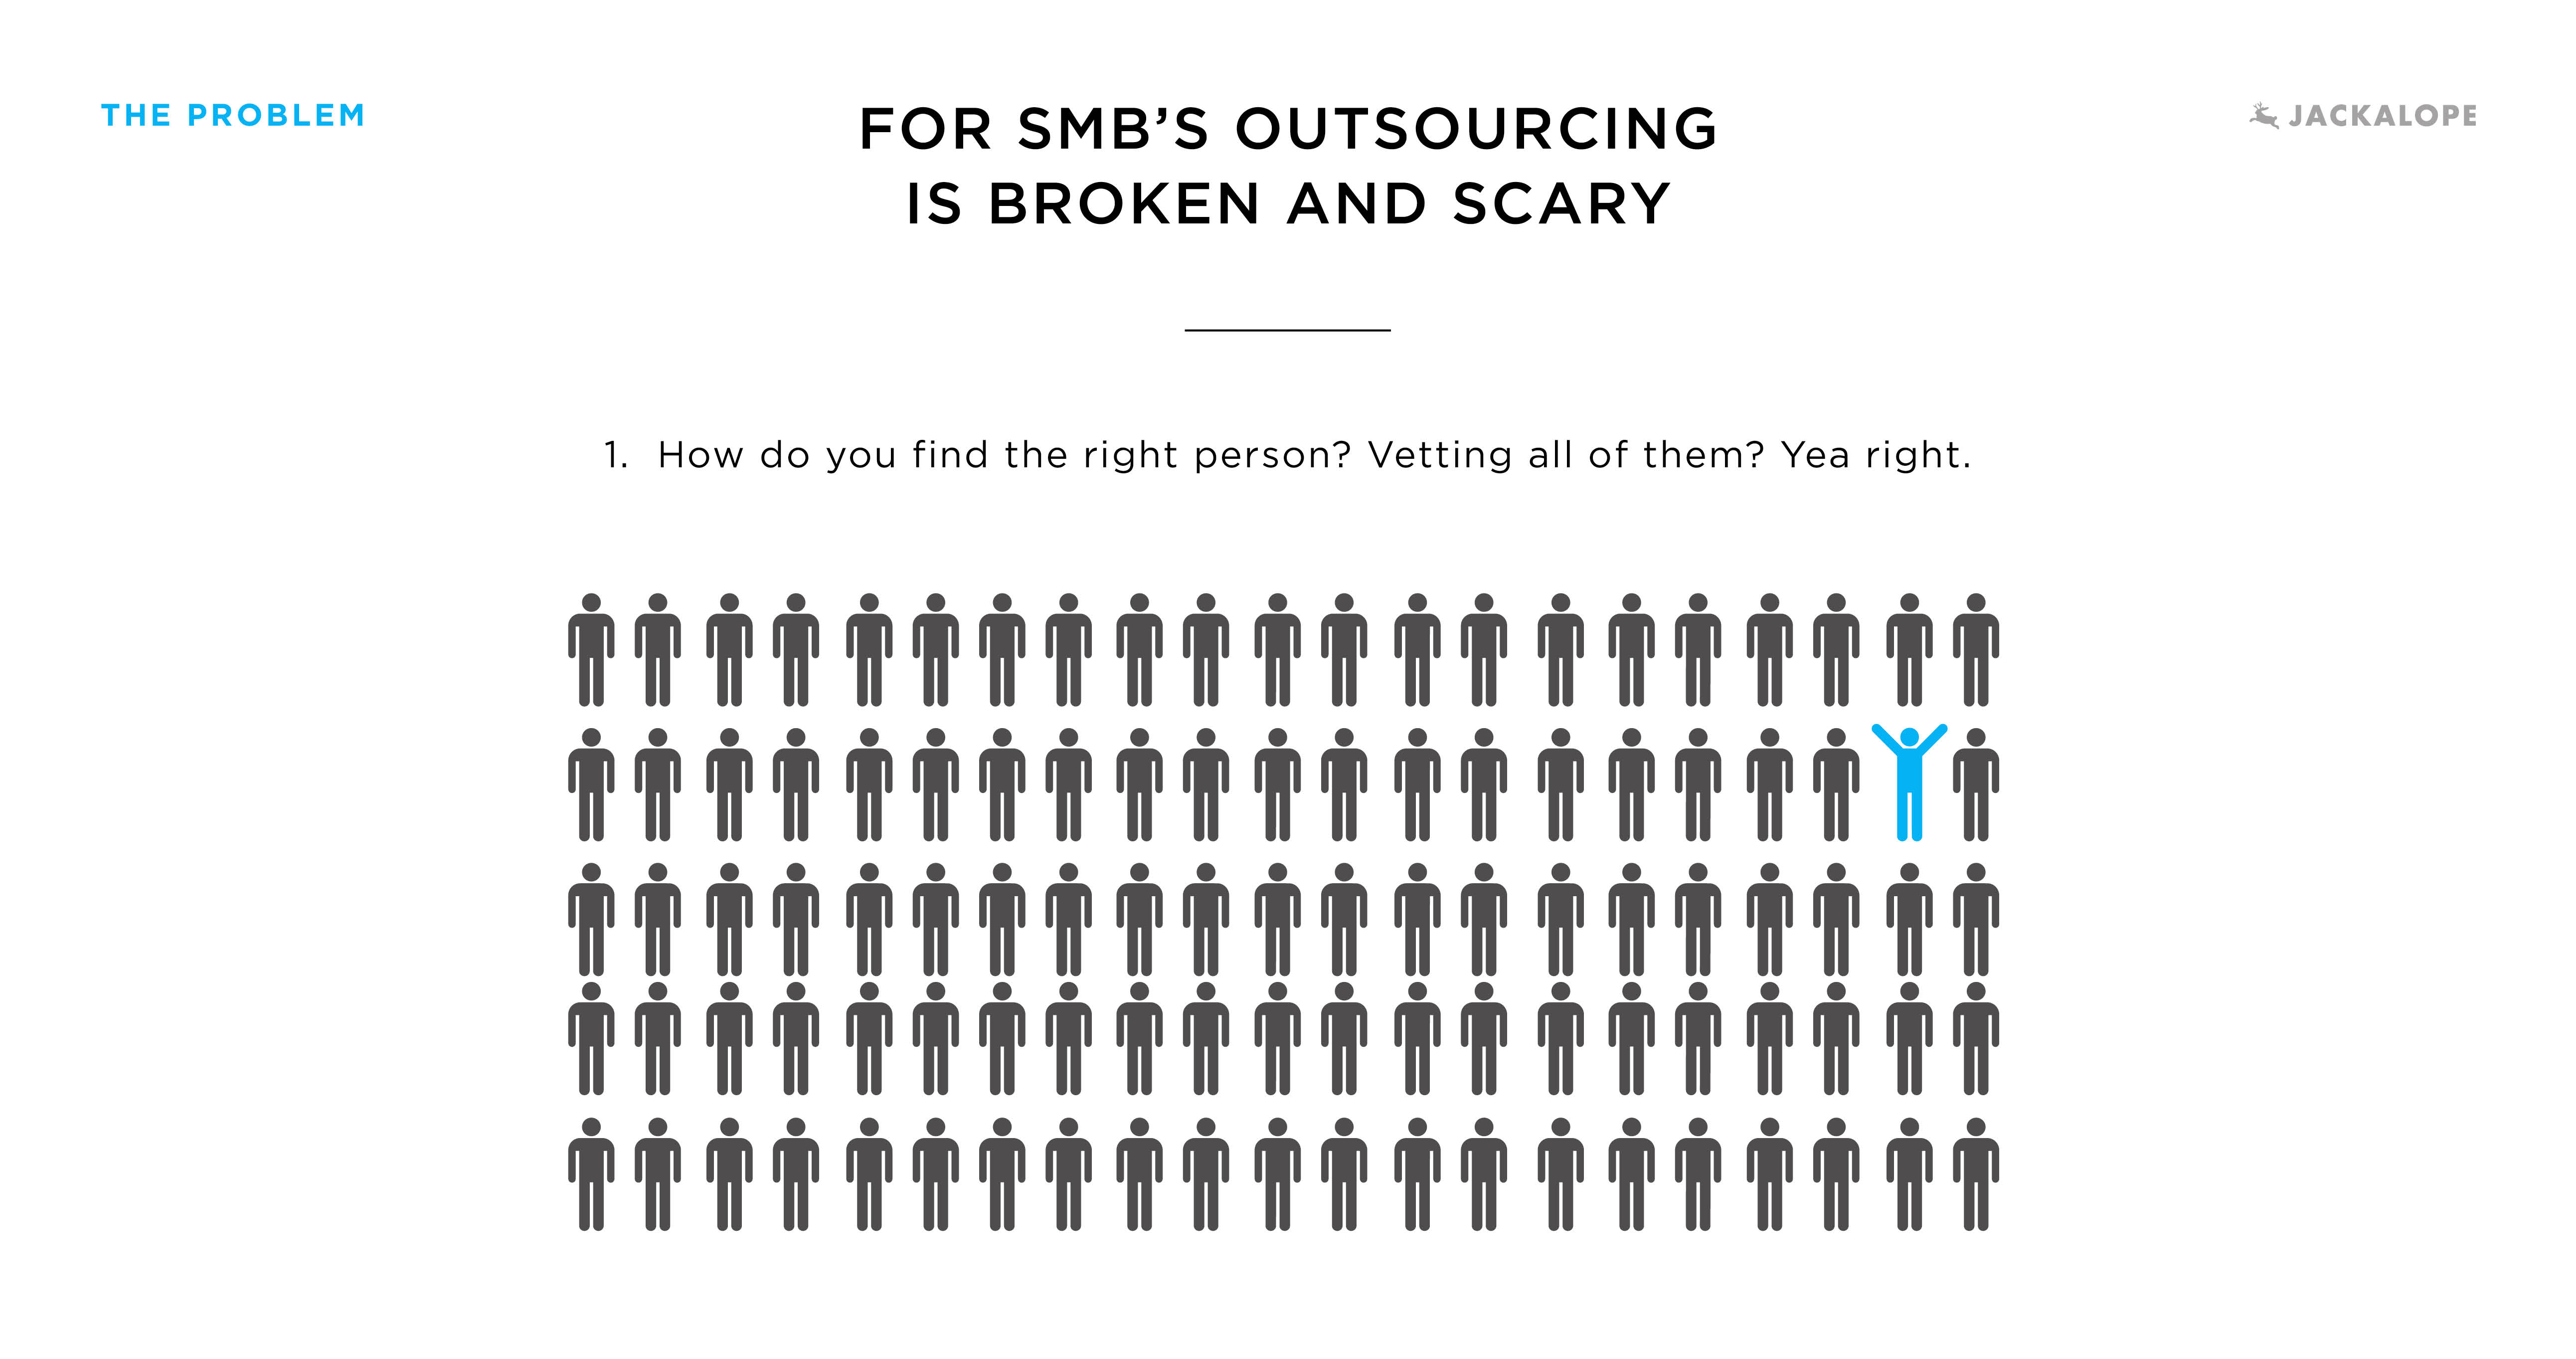 THE PROBLEM
FOR SMB’S OUTSOURCING
IS BROKEN AND SCARY
JACKALOPE
1. How do you find the right person? Vetting all of them? Yea right.